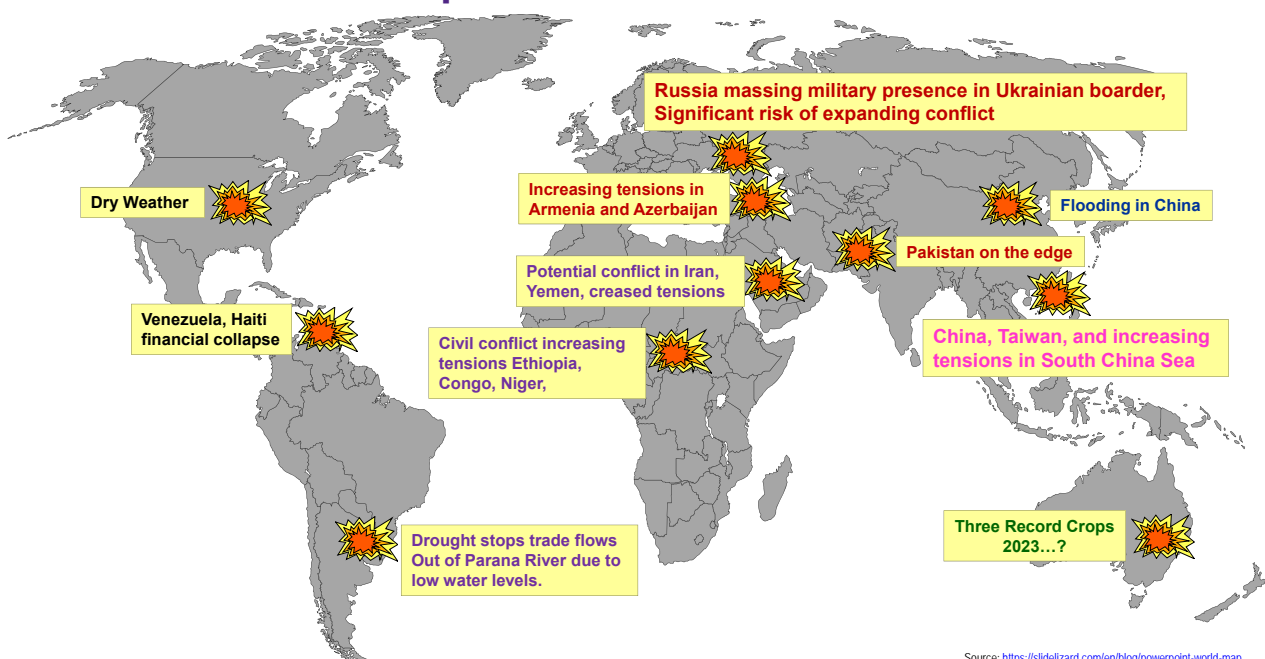 Russia massing military presence in Ukrainian boarder,
Significant risk of expanding conflict
Dry Weather
Increasing tensions in
Armenia and Azerbaijan
Flooding in China
Pakistan on the edge
Potential conflict in Iran,
Yemen, creased tensions
Venezuela, Haiti
financial collapse
Civil conflict increasing
tensions Ethiopia,
Congo, Niger,
China, Taiwan, and increasing
tensions in South China Sea
Drought stops trade flows
Out of Parana River due to
low water levels.
Three Record Crops
2023…?
Source: https://slidelizard.com/en/blog/powerpoint-world-map